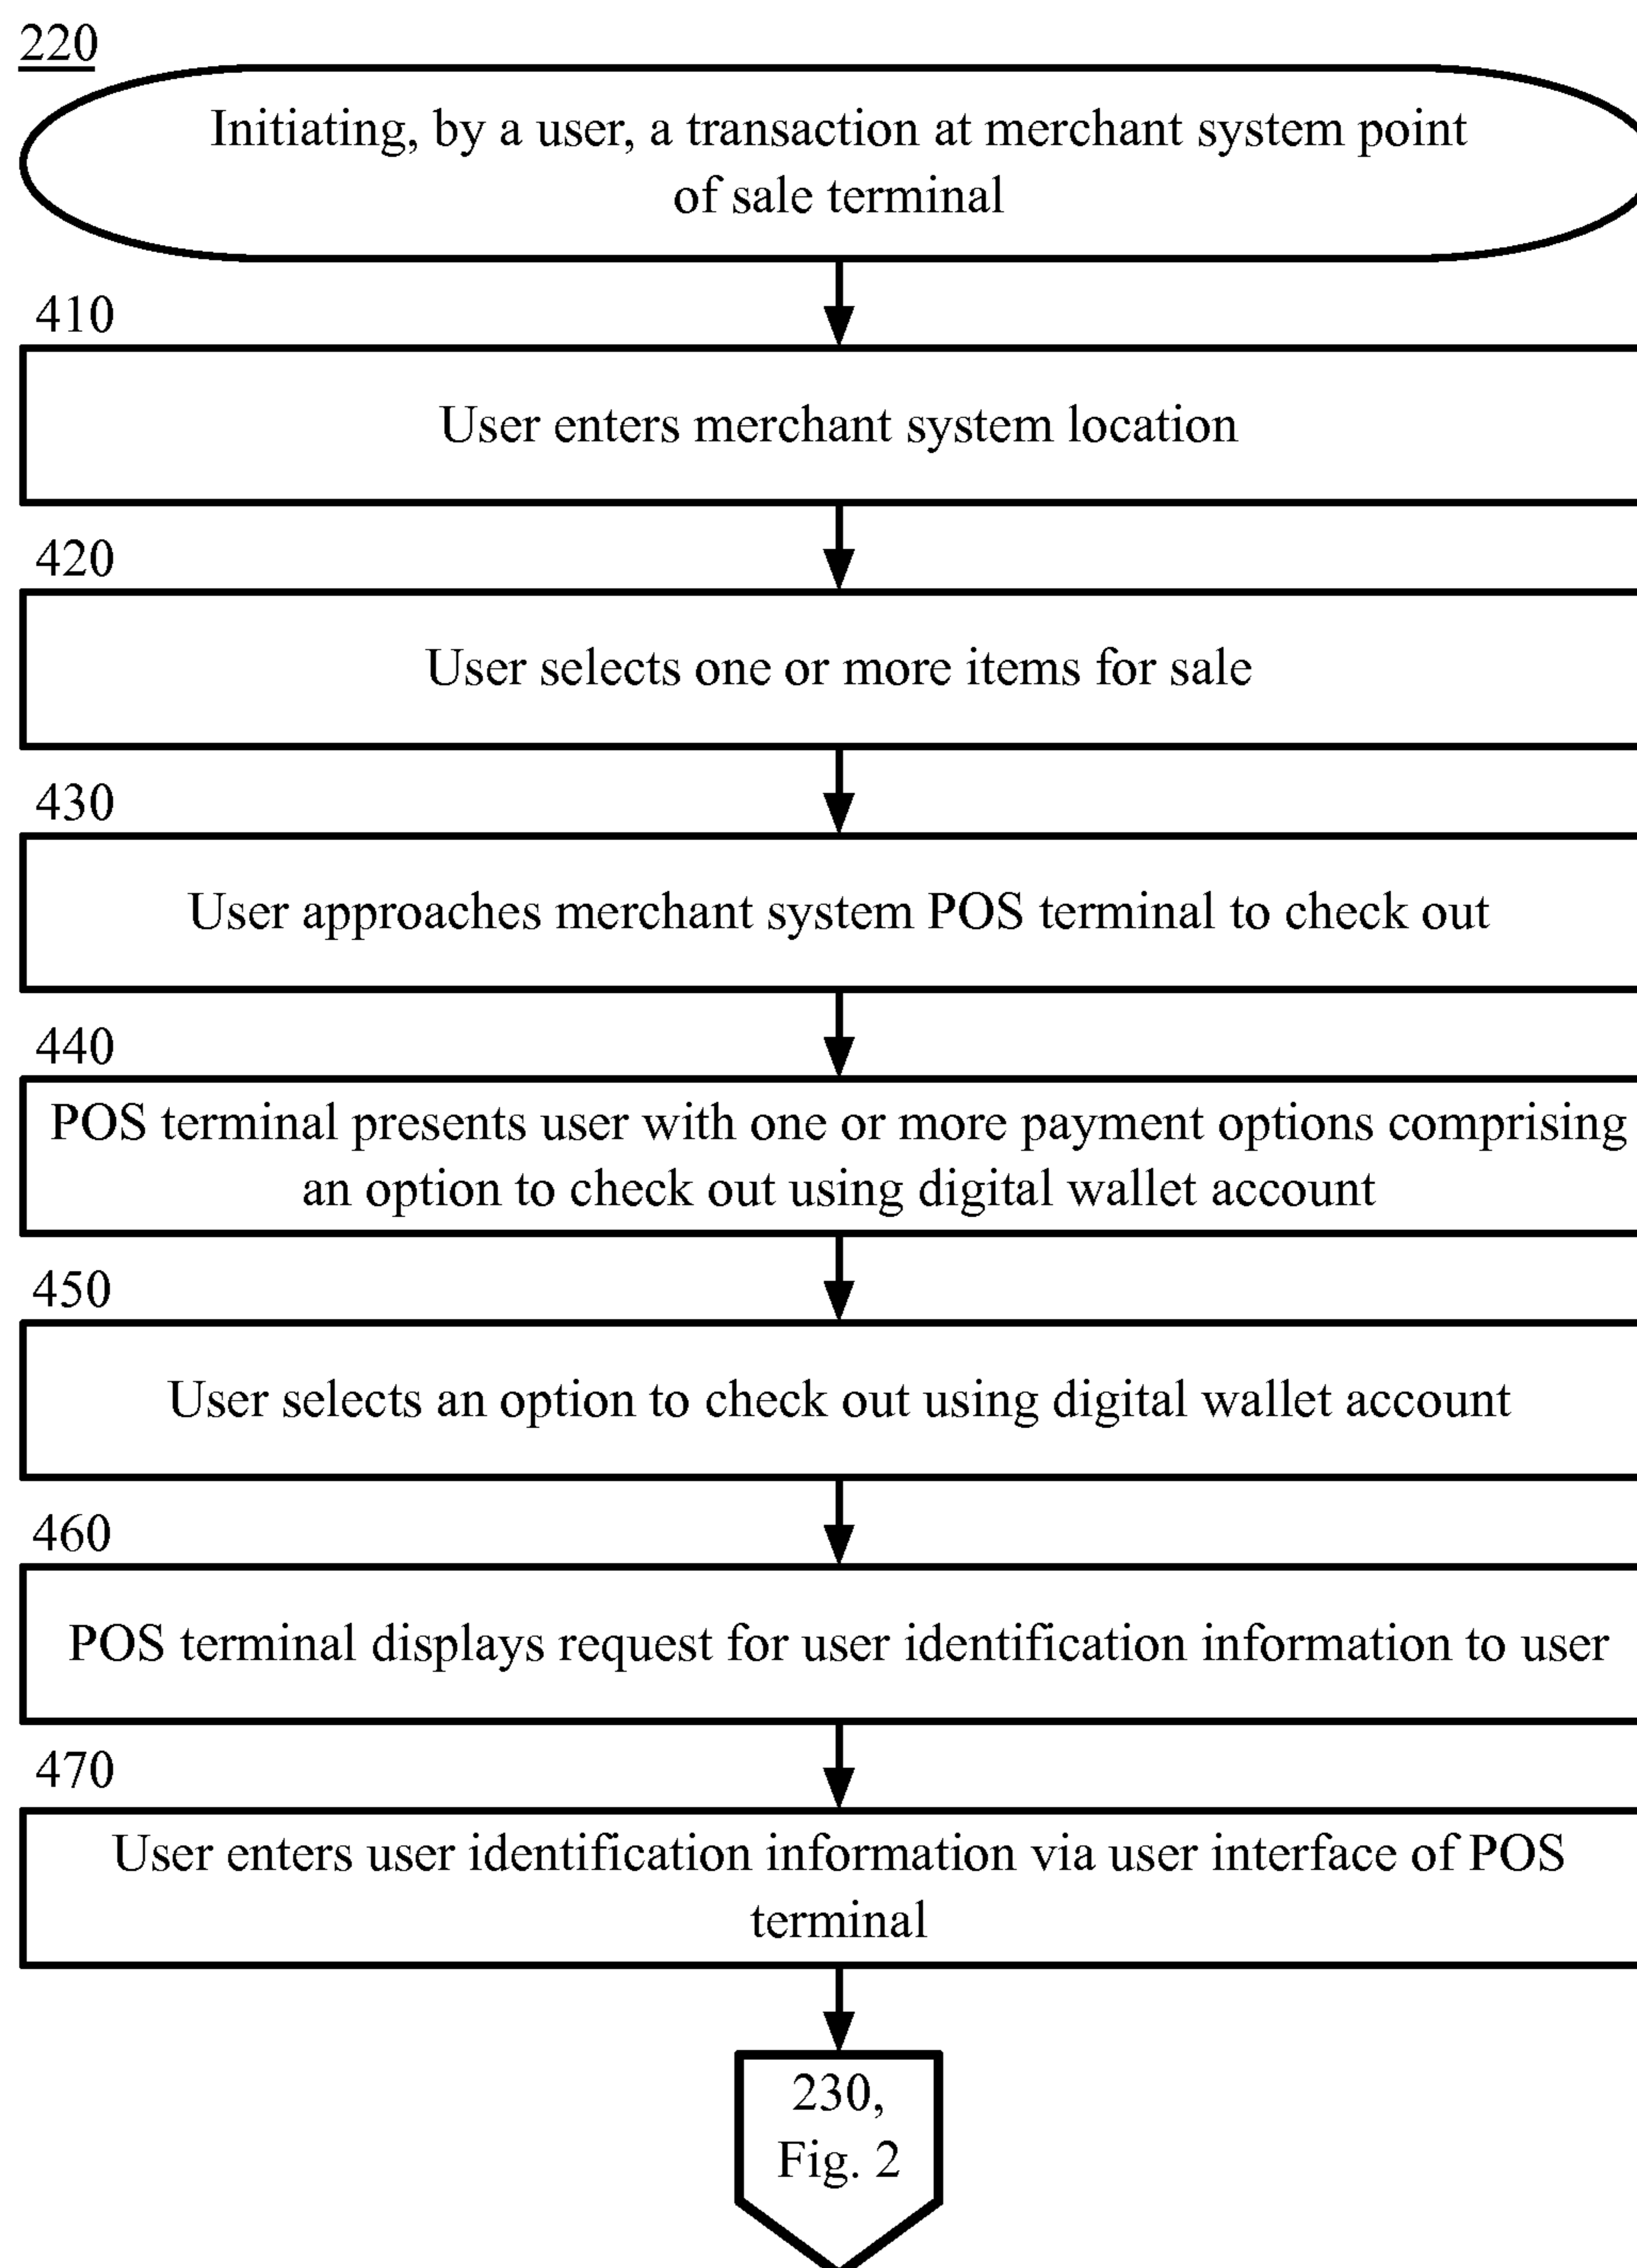 220
Initiating, by a user, a transaction at merchant system point
of sale terminal
410
User enters merchant system location
420
User selects one or more items for sale
430
User approaches merchant system POS terminal to check out
440
POS terminal presents user with one or more payment options comprising
an option to check out using digital wallet account
450
User selects an option to check out using digital wallet account
460
POS terminal displays request for user identification information to user
470
User enters user identification information via user interface of POS
terminal
230,
Fig. 2